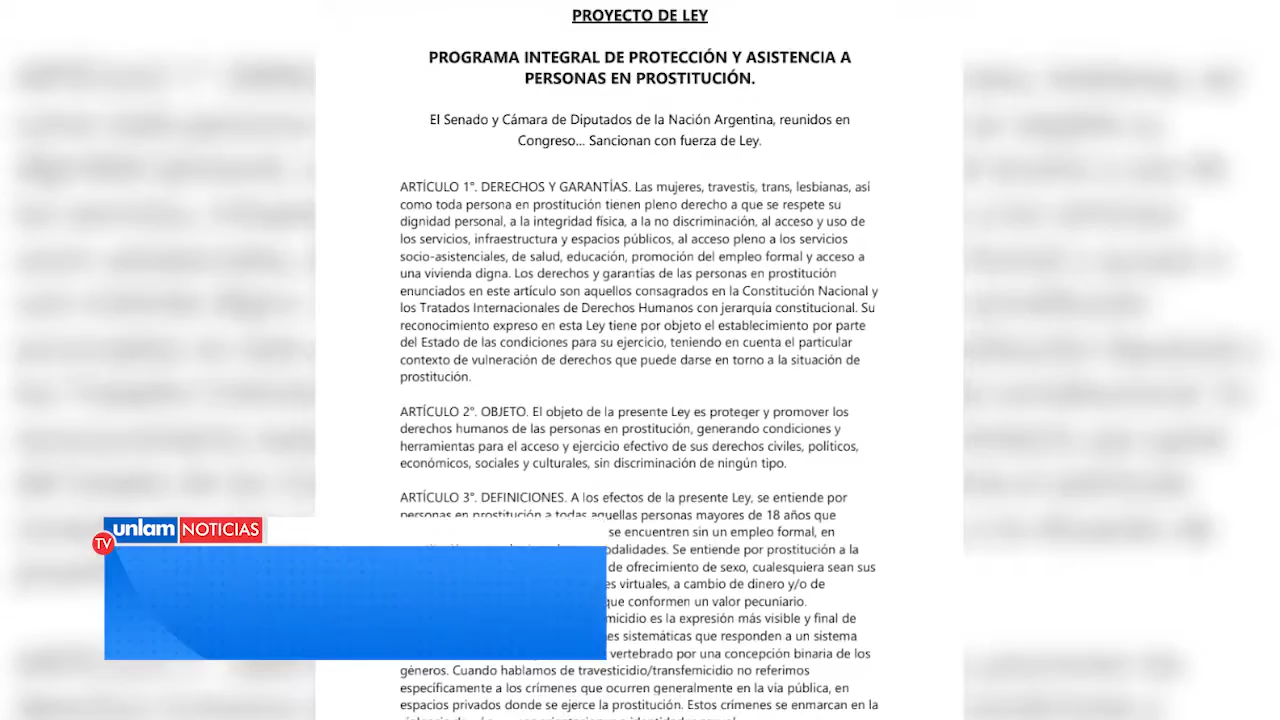 PROYECTO DE LEY
PROGRAMA INTEGRAL DE PROTECCIÓN Y ASISTENCIA A
PERSONAS EN PROSTITUCIÓN.
El Senado y Cámara de Diputados de la Nación Argentina, reunidos en
Congreso... Sancionan con fuerza de Ley.
ARTÍCULO 1°. DERECHOS Y GARANTÍAS. Las mujeres, travestis, trans, lesbianas, así
como toda persona en prostitución tienen pleno derecho a que se respete su
dignidad personal, a la integridad física, a la no discriminación, al acceso y uso de
los servicios, infraestructura y espacios públicos, al acceso pleno a los servicios
socio-asistenciales, de salud, educación, promoción del empleo formal y acceso a
una vivienda digna. Los derechos y garantías de las personas en prostitución
enunciados en este artículo son aquellos consagrados en la Constitución Nacional y
los Tratados Internacionales de Derechos Humanos con jerarquía constitucional. Su
reconocimiento expreso en esta Ley tiene por objeto el establecimiento por parte
del Estado de las condiciones para su ejercicio, teniendo en cuenta el particular
contexto de vulneración de derechos que puede darse en torno a la situación de
prostitución.
ARTÍCULO 2°. OBJETO. El objeto de la presente Ley es proteger y promover los
derechos humanos de las personas en prostitución, generando condiciones y
herramientas para el acceso y ejercicio efectivo de sus derechos civiles, políticos,
económicos, sociales y culturales, sin discriminación de ningún tipo.
ARTÍCULO 3°. DEFINICIONES. A los efectos de la presente Ley, se entiende por
personas en prostitución a todas aquellas personas mayores de 18 años que
se encuentren sin un empleo formal, en
Se entiende por prostitución a la
de ofrecimiento de sexo, cualesquiera sean sus
virtuales, a cambio de dinero y/o de
que conformen un valor pecuniario.
es la expresión más visible y final de
sistemáticas que responden a un sistema
vertebrado por una concepción binaria de los
géneros. Cuando hablamos de travesticidio/transfemicidio no referimos
específicamente a los crímenes que ocurren generalmente en la vía pública, en
espacios privados donde se ejerce la prostitución. Estos crímenes se enmarcan en la
unlam NOTICIAS
TV